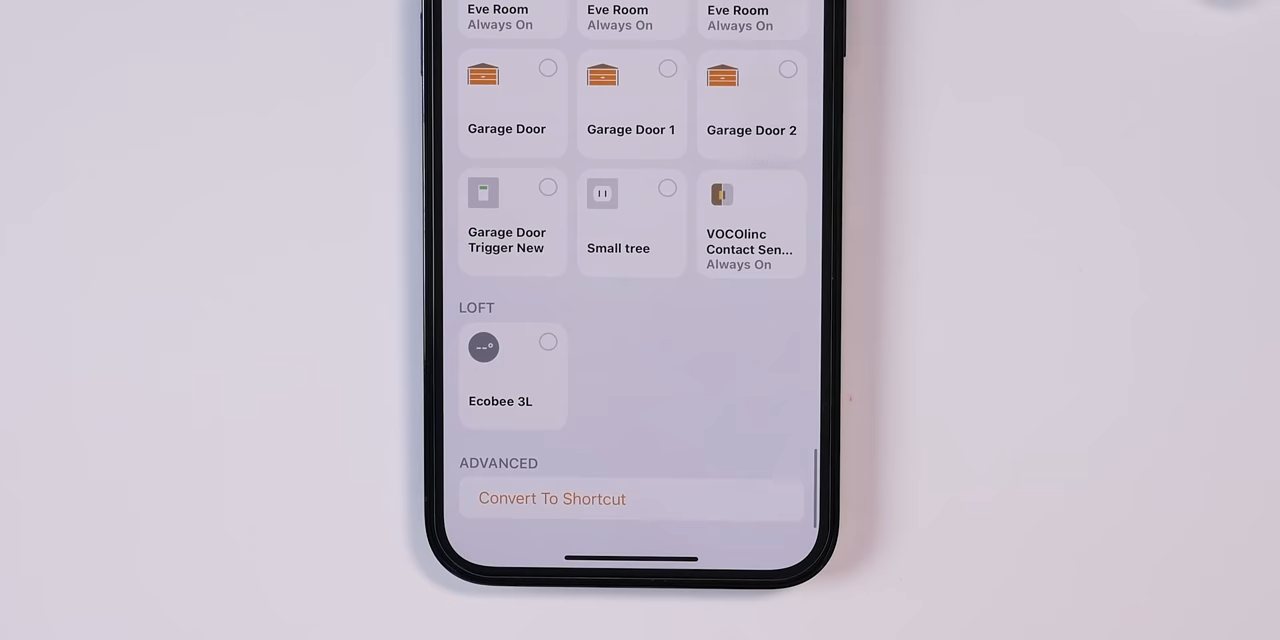 Eve Room
Always On
Eve Room
Always On
Eve Room
Always On
Garage Door
Garage Door 1
Garage Door 2
Garage Door
Trigger New
Small tree
VOCOlinc
Contact Sen...
Always On
LOFT
Ecobee 3L
ADVANCED
Convert To Shortcut